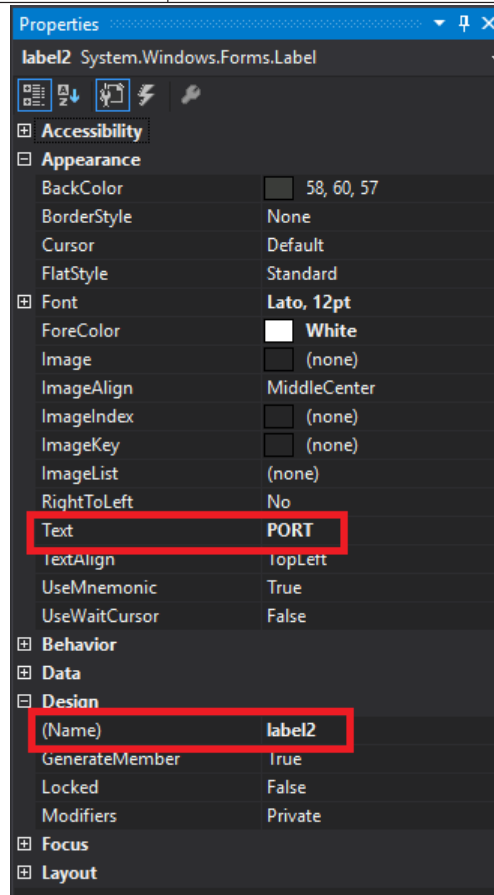 Properties
label2 System.Windows.Forms.Label
Accessibility
Appearance
BackColor 58, 60, 57
BorderStyle None
Cursor Default
FlatStyle Standard
Font Lato, 12pt
ForeColor White
Image (none)
ImageAlign MiddleCenter
ImageIndex (none)
ImageKey (none)
ImageList (none)
RightToLeft No
Text PORT
TextAlign TopLeft
UseMnemonic True
UseWaitCursor False
Behavior
Data
Design
(Name) label2
GenerateMember True
Locked False
Modifiers Private
Focus
Layout